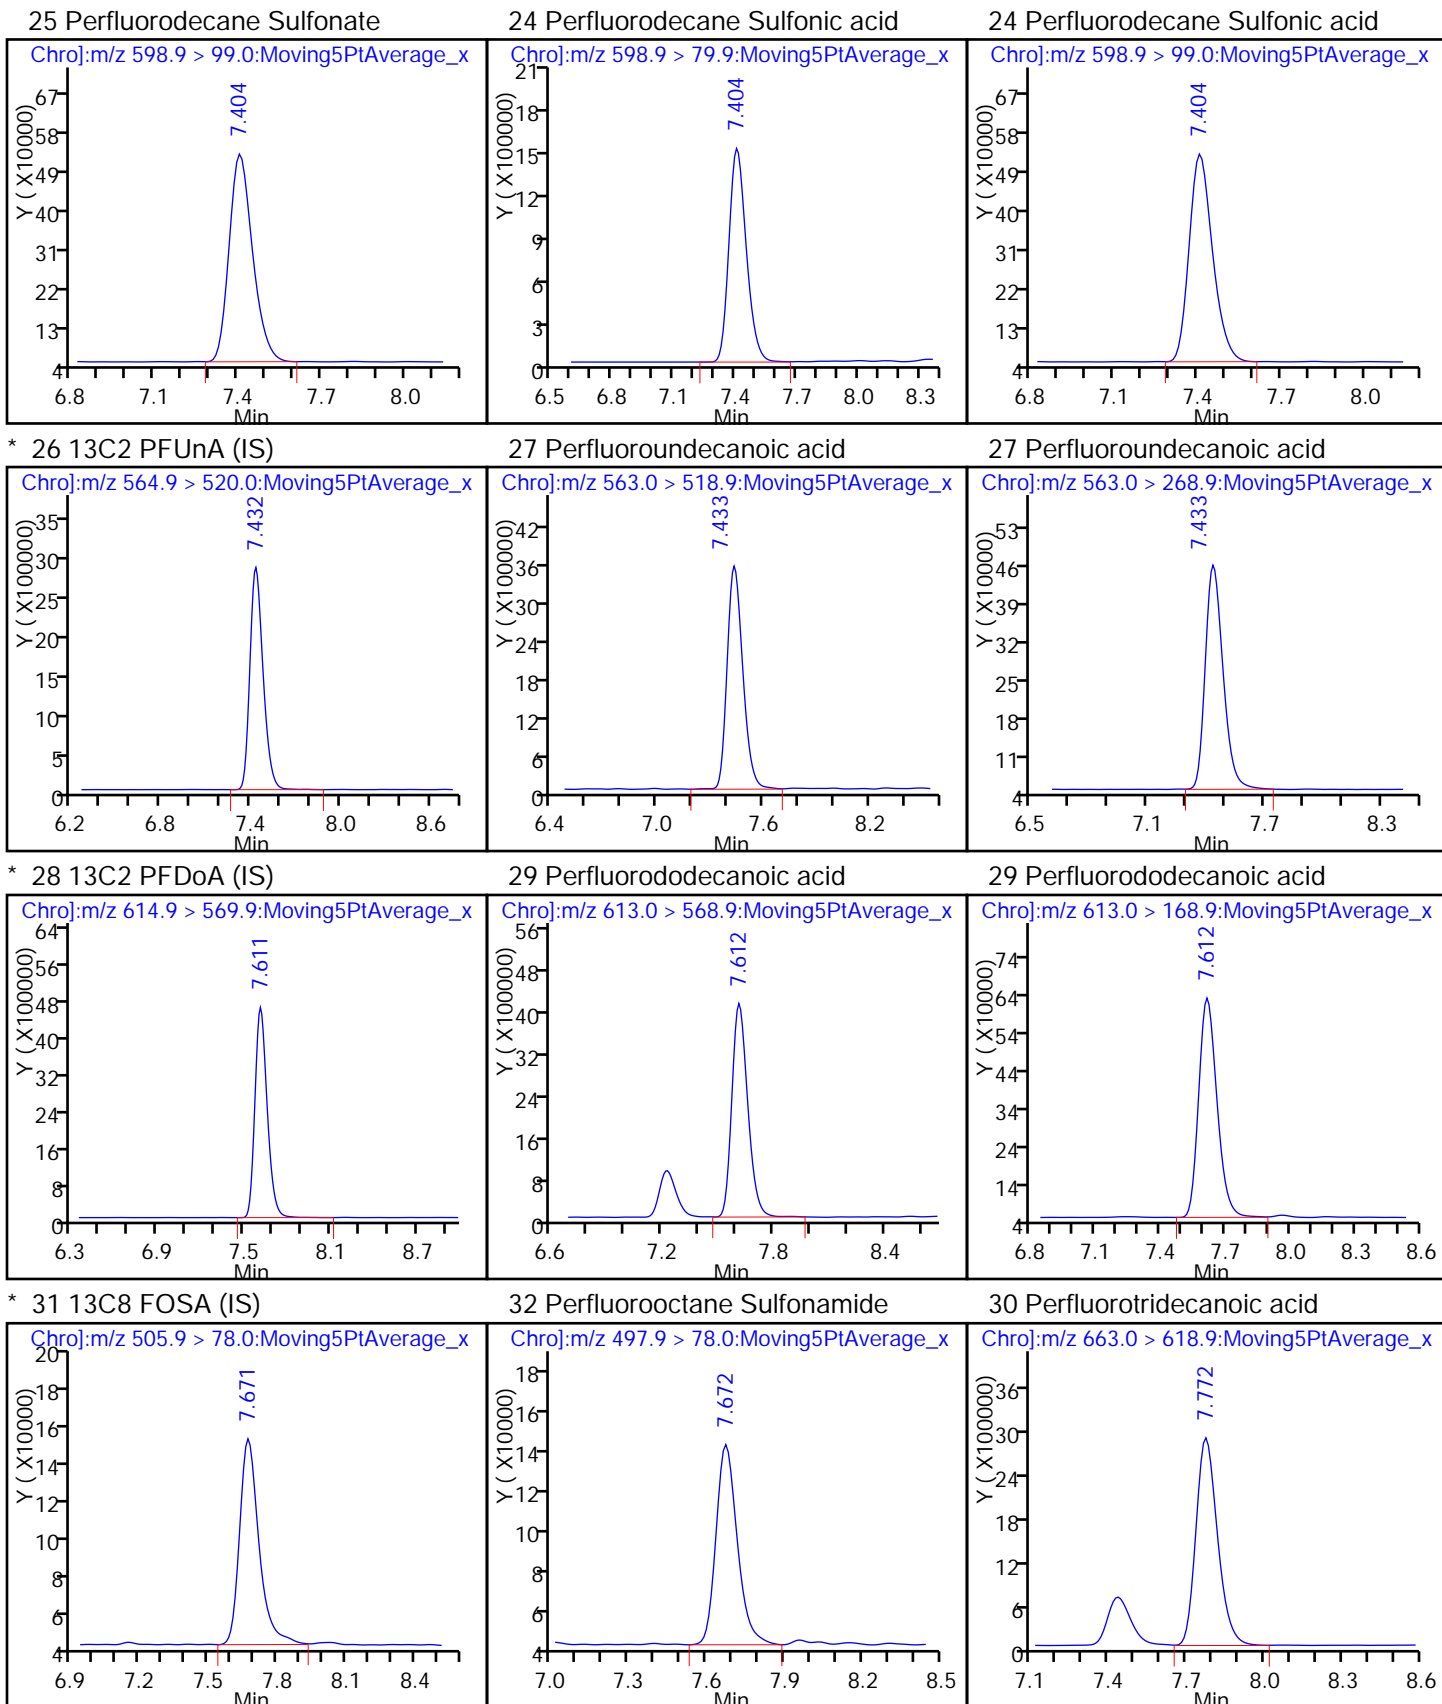 25 Perfluorodecane Sulfonate
Chro]:m/z 598.9 > 99.0:Moving5PtAverage_x
Y ( X10000)
67
58
49
40
31
22
13
4
7.404
6.8 7.1 7.4 7.7 8.0
Min
24 Perfluorodecane Sulfonic acid
Chro]:m/z 598.9 > 79.9:Moving5PtAverage_x
Y ( X100000)
21
18
15
12
9
6
3
0
7.404
6.5 6.8 7.1 7.4 7.7 8.0 8.3
Min
24 Perfluorodecane Sulfonic acid
Chro]:m/z 598.9 > 99.0:Moving5PtAverage_x
Y ( X10000)
67
58
49
40
31
22
13
4
7.404
6.8 7.1 7.4 7.7 8.0
Min
* 26 13C2 PFUnA (IS)
Chro]:m/z 564.9 > 520.0:Moving5PtAverage_x
Y ( X100000)
35
30
25
20
15
10
5
0
7.432
6.2 6.8 7.4 8.0 8.6
Min
27 Perfluoroundecanoic acid
Chro]:m/z 563.0 > 518.9:Moving5PtAverage_x
Y ( X100000)
42
36
30
24
18
12
6
0
7.433
6.4 7.0 7.6 8.2
Min
27 Perfluoroundecanoic acid
Chro]:m/z 563.0 > 268.9:Moving5PtAverage_x
Y ( X10000)
53
46
39
32
25
18
11
4
7.433
6.5 7.1 7.7 8.3
Min
* 28 13C2 PFDoA (IS)
Chro]:m/z 614.9 > 569.9:Moving5PtAverage_x
Y ( X100000)
64
56
48
40
32
24
16
8
0
7.611
6.3 6.9 7.5 8.1 8.7
Min
29 Perfluorododecanoic acid
Chro]:m/z 613.0 > 568.9:Moving5PtAverage_x
Y ( X100000)
56
48
40
32
24
16
8
0
7.612
6.6 7.2 7.8 8.4
Min
29 Perfluorododecanoic acid
Chro]:m/z 613.0 > 168.9:Moving5PtAverage_x
Y ( X10000)
74
64
54
44
34
24
14
4
7.612
6.8 7.1 7.4 7.7 8.0 8.3 8.6
Min
* 31 13C8 FOSA (IS)
Chro]:m/z 505.9 > 78.0:Moving5PtAverage_x
Y ( X100000)
20
18
16
14
12
10
8
6
4
7.671
6.9 7.2 7.5 7.8 8.1 8.4
Min
32 Perfluorooctane Sulfonamide
Chro]:m/z 497.9 > 78.0:Moving5PtAverage_x
Y ( X100000)
18
16
14
12
10
8
6
4
7.672
7.0 7.3 7.6 7.9 8.2 8.5
Min
30 Perfluorotridecanoic acid
Chro]:m/z 663.0 > 618.9:Moving5PtAverage_x
Y ( X100000)
36
30
24
18
12
6
0
7.772
7.1 7.4 7.7 8.0 8.3 8.6
Min